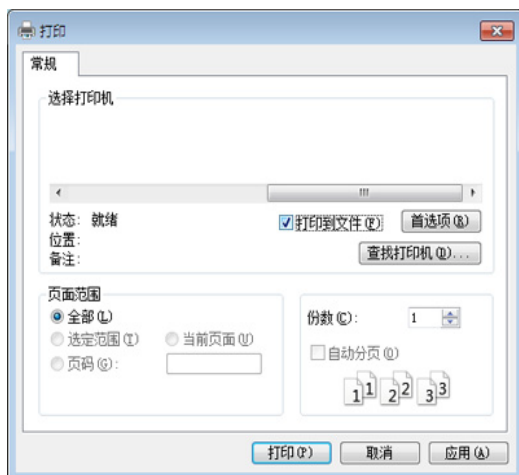 打印
常规
选择打印机
状态: 就绪
打印到文件(F)
首选项(R)
位置:
备注:
查找打印机(D)...
页面范围
全部(L)
选定范围(T)
当前页面(U)
页码(G):
份数(C): 1
自动分页(O)
11 22 33
打印(P)
取消
应用(A)